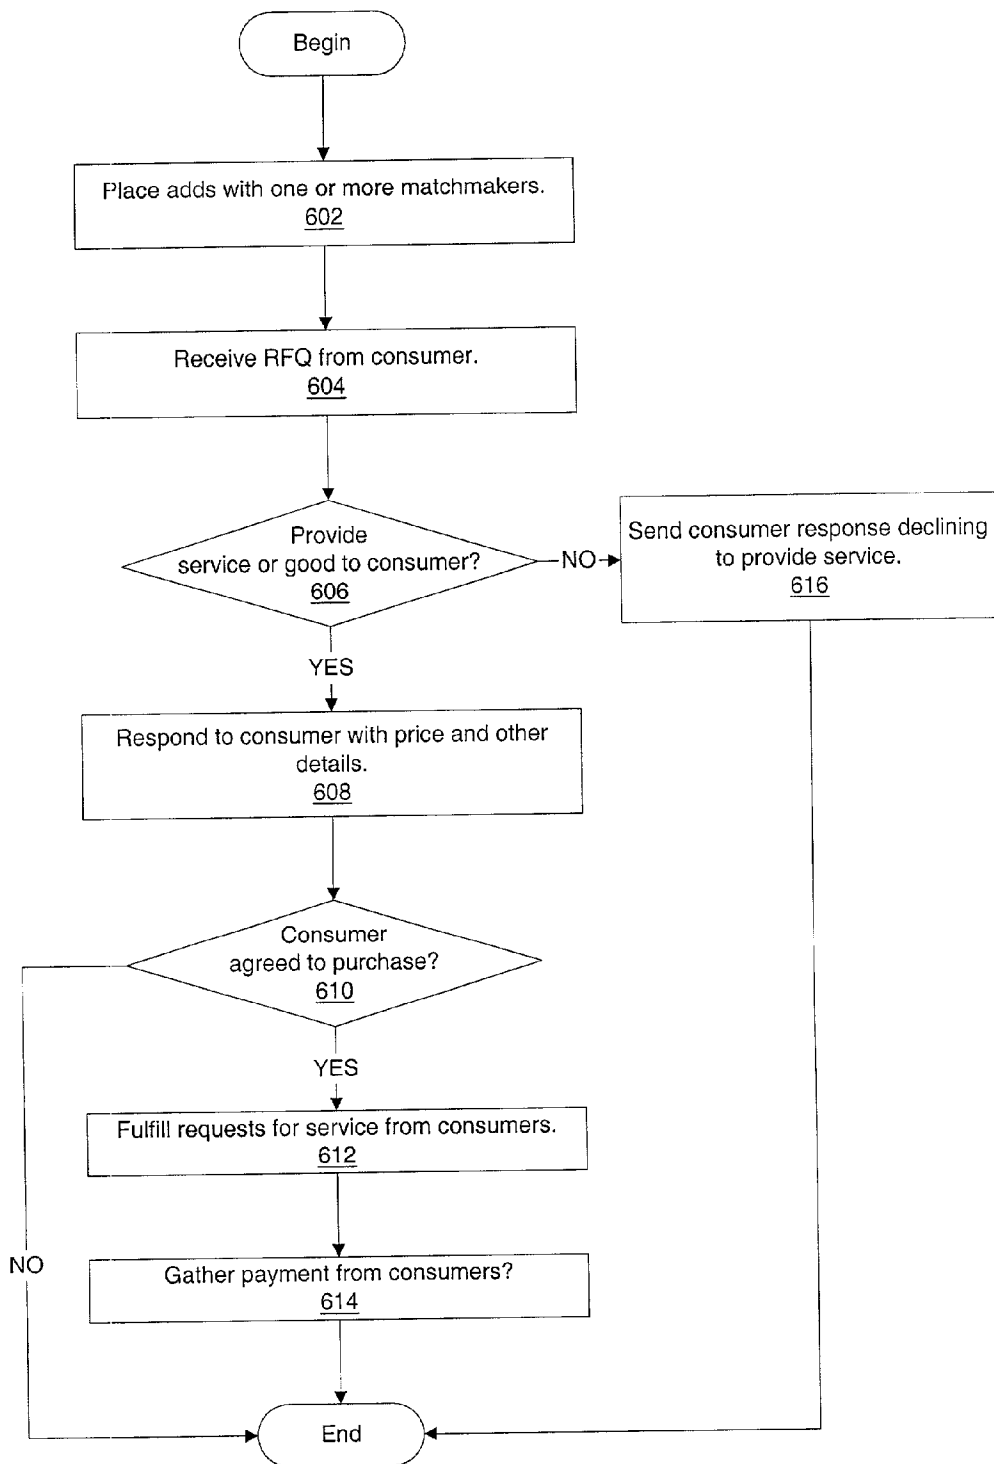 Begin
Place adds with one or more matchmakers.
602
Receive RFQ from consumer.
604
Provide
service or good to consumer?
606
NO
Send consumer response declining
to provide service.
616
YES
Respond to consumer with price and other
details.
608
Consumer
agreed to purchase?
610
YES
Fulfill requests for service from consumers.
612
NO
Gather payment from consumers?
614
End